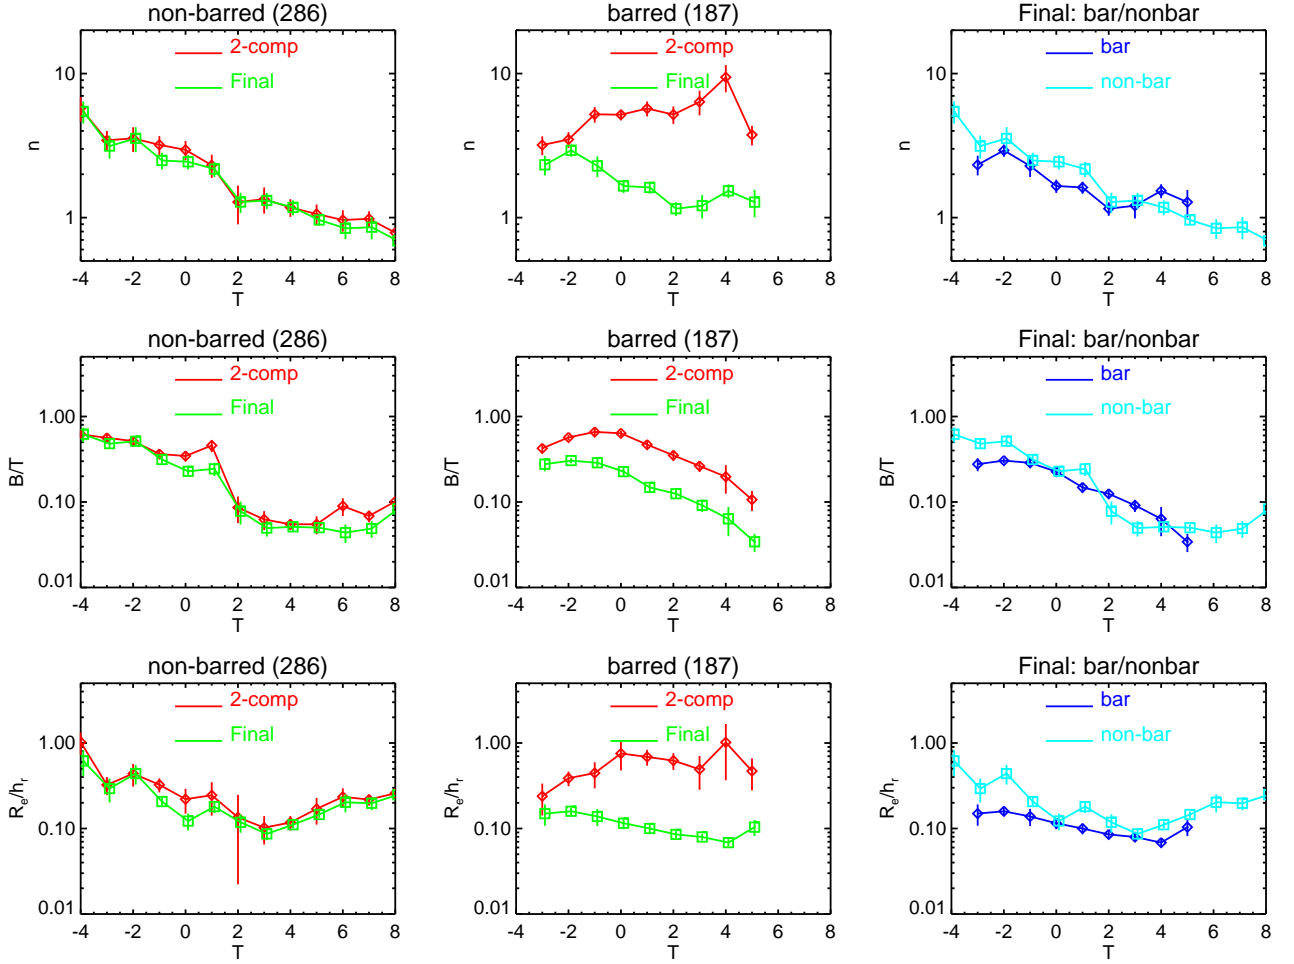 non-barred (286)
barred (187)
Final: bar/nonbar
2-comp
Final
2-comp
Final
bar
non-bar
10
1
n
-4 -2 0 2 4 6 8
T
10
1
n
-4 -2 0 2 4 6 8
T
10
1
n
-4 -2 0 2 4 6 8
T
non-barred (286)
barred (187)
Final: bar/nonbar
2-comp
Final
2-comp
Final
bar
non-bar
1.00
0.10
0.01
B/T
-4 -2 0 2 4 6 8
T
1.00
0.10
0.01
B/T
-4 -2 0 2 4 6 8
T
1.00
0.10
0.01
B/T
-4 -2 0 2 4 6 8
T
non-barred (286)
barred (187)
Final: bar/nonbar
2-comp
Final
2-comp
Final
bar
non-bar
1.00
0.10
0.01
Re/hr
-4 -2 0 2 4 6 8
T
1.00
0.10
0.01
Re/hr
-4 -2 0 2 4 6 8
T
1.00
0.10
0.01
Re/hr
-4 -2 0 2 4 6 8
T